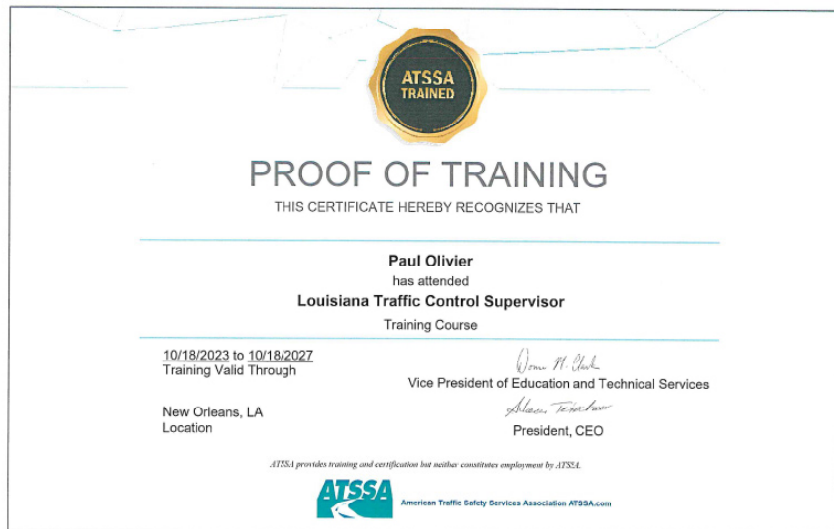 ATSSA
TRAINED
PROOF OF TRAINING
THIS CERTIFICATE HEREBY RECOGNIZES THAT
Paul Olivier
has attended
Louisiana Traffic Control Supervisor
Training Course
10/18/2023 to 10/18/2027
Training Valid Through
Vice President of Education and Technical Services
New Orleans, LA
Location
President, CEO
ATSSA provides training and certification but neither constitutes employment by ATSSA.
ATSSA
American Traffic Safety Services Association ATSSA.com